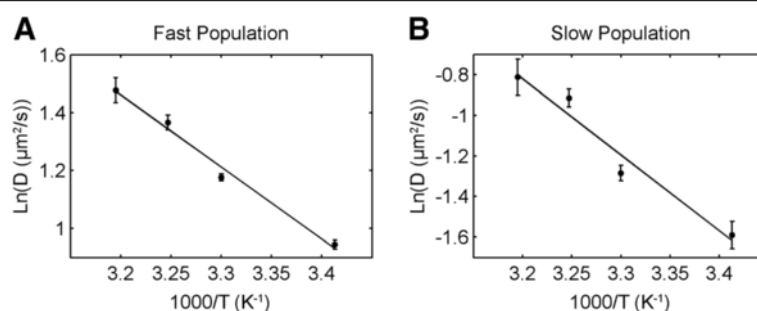 A Fast Population
Ln(D (µm²/s))
1.6
1.4
1.2
1
3.2 3.25 3.3 3.35 3.4
1000/T (K⁻¹)
B Slow Population
Ln(D (µm²/s))
-0.8
-1
-1.2
-1.4
-1.6
3.2 3.25 3.3 3.35 3.4
1000/T (K⁻¹)